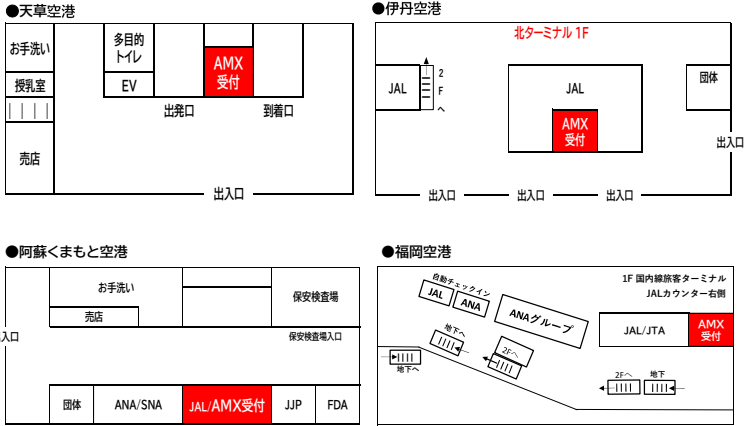 ●天草空港
お手洗い
多目的
トイレ
AMX
受付
授乳室
EV
出発口
到着口
売店
出入口
●伊丹空港
北ターミナル 1F
JAL
2
F
へ
JAL
団体
AMX
受付
出入口
出入口
出入口
出入口
●阿蘇くまもと空港
お手洗い
保安検査場
売店
入口
保安検査場入口
団体
ANA/SNA
JAL/AMX受付
JJP
FDA
●福岡空港
自動チェックイン
JAL
ANA
ANAグループ
1F 国内線旅客ターミナル
JALカウンター右側
JAL/JTA
AMX
受付
地下へ
2Fへ
地下へ
2Fへ
地下